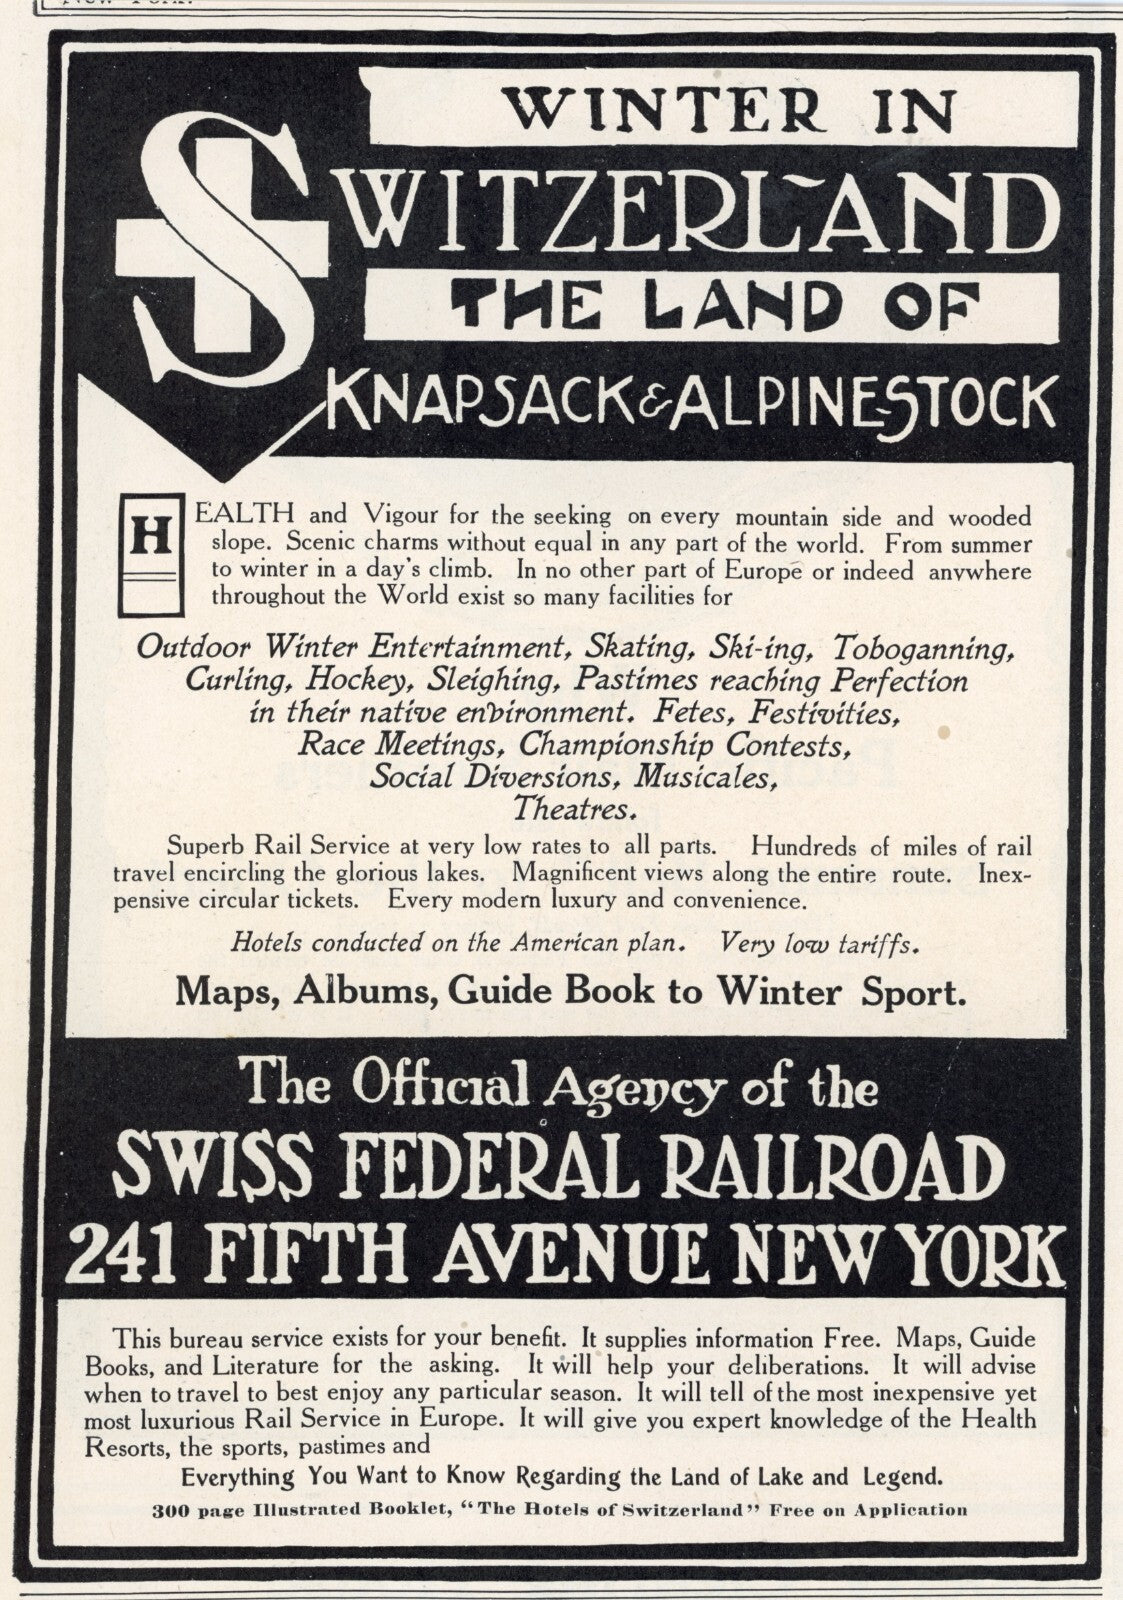 New York.
WINTER IN
SWITZERLAND
THE LAND OF
KNAPSACK & ALPINESTOCK
HEALTH and Vigour for the seeking on every mountain side and wooded
slope. Scenic charms without equal in any part of the world. From summer
to winter in a day's climb. In no other part of Europe or indeed anywhere
throughout the World exist so many facilities for
Outdoor Winter Entertainment, Skating, Ski-ing, Toboganning,
Curling, Hockey, Sleighing, Pastimes reaching Perfection
in their native environment. Fetes, Festivities,
Race Meetings, Championship Contests,
Social Diversions, Musicales,
Theatres.
Superb Rail Service at very low rates to all parts. Hundreds of miles of rail
travel encircling the glorious lakes. Magnificent views along the entire route. Inex-
pensive circular tickets. Every modern luxury and convenience.
Hotels conducted on the American plan. Very low tariffs.
Maps, Albums, Guide Book to Winter Sport.
The Official Agency of the
SWISS FEDERAL RAILROAD
241 FIFTH AVENUE NEW YORK
This bureau service exists for your benefit. It supplies information Free. Maps, Guide
Books, and Literature for the asking. It will help your deliberations. It will advise
when to travel to best enjoy any particular season. It will tell of the most inexpensive yet
most luxurious Rail Service in Europe. It will give you expert knowledge of the Health
Resorts, the sports, pastimes and
Everything You Want to Know Regarding the Land of Lake and Legend.
300 page Illustrated Booklet, "The Hotels of Switzerland" Free on Application